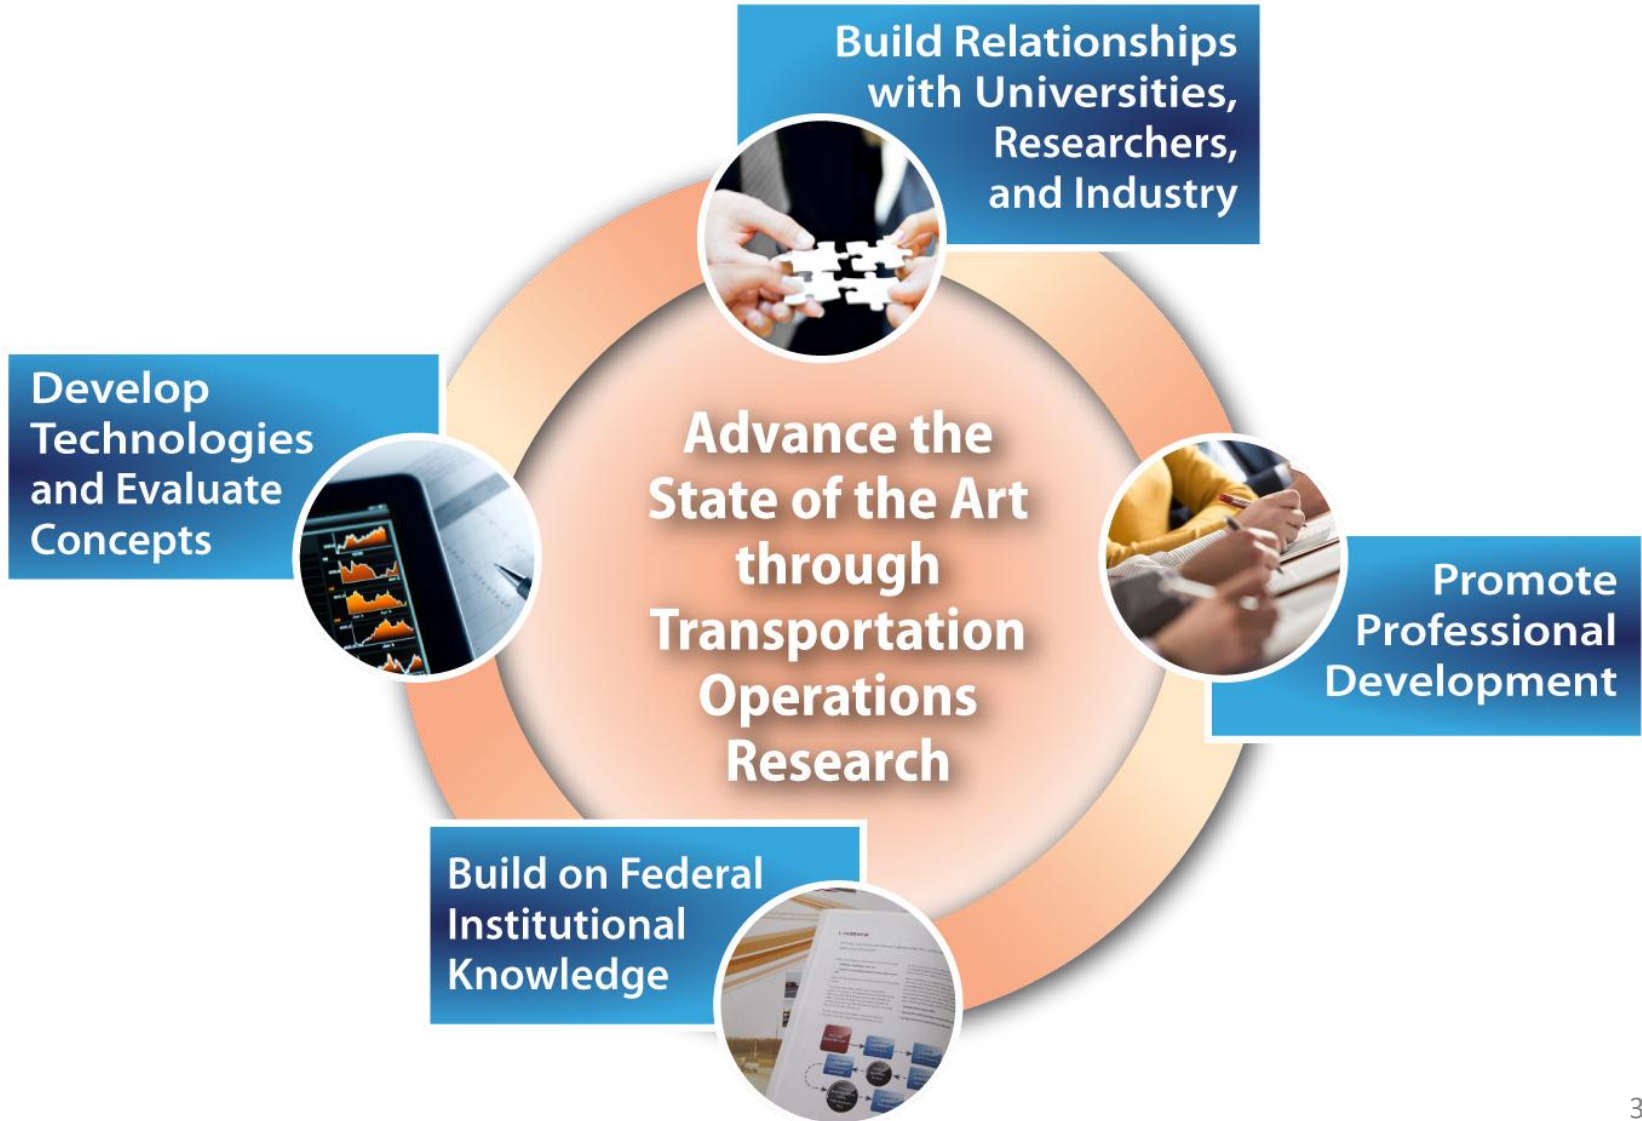 Build Relationships
with Universities,
Researchers,
and Industry
Develop
Technologies
and Evaluate
Concepts
Advance the
State of the Art
through
Transportation
Operations
Research
Promote
Professional
Development
Build on Federal
Institutional
Knowledge
3